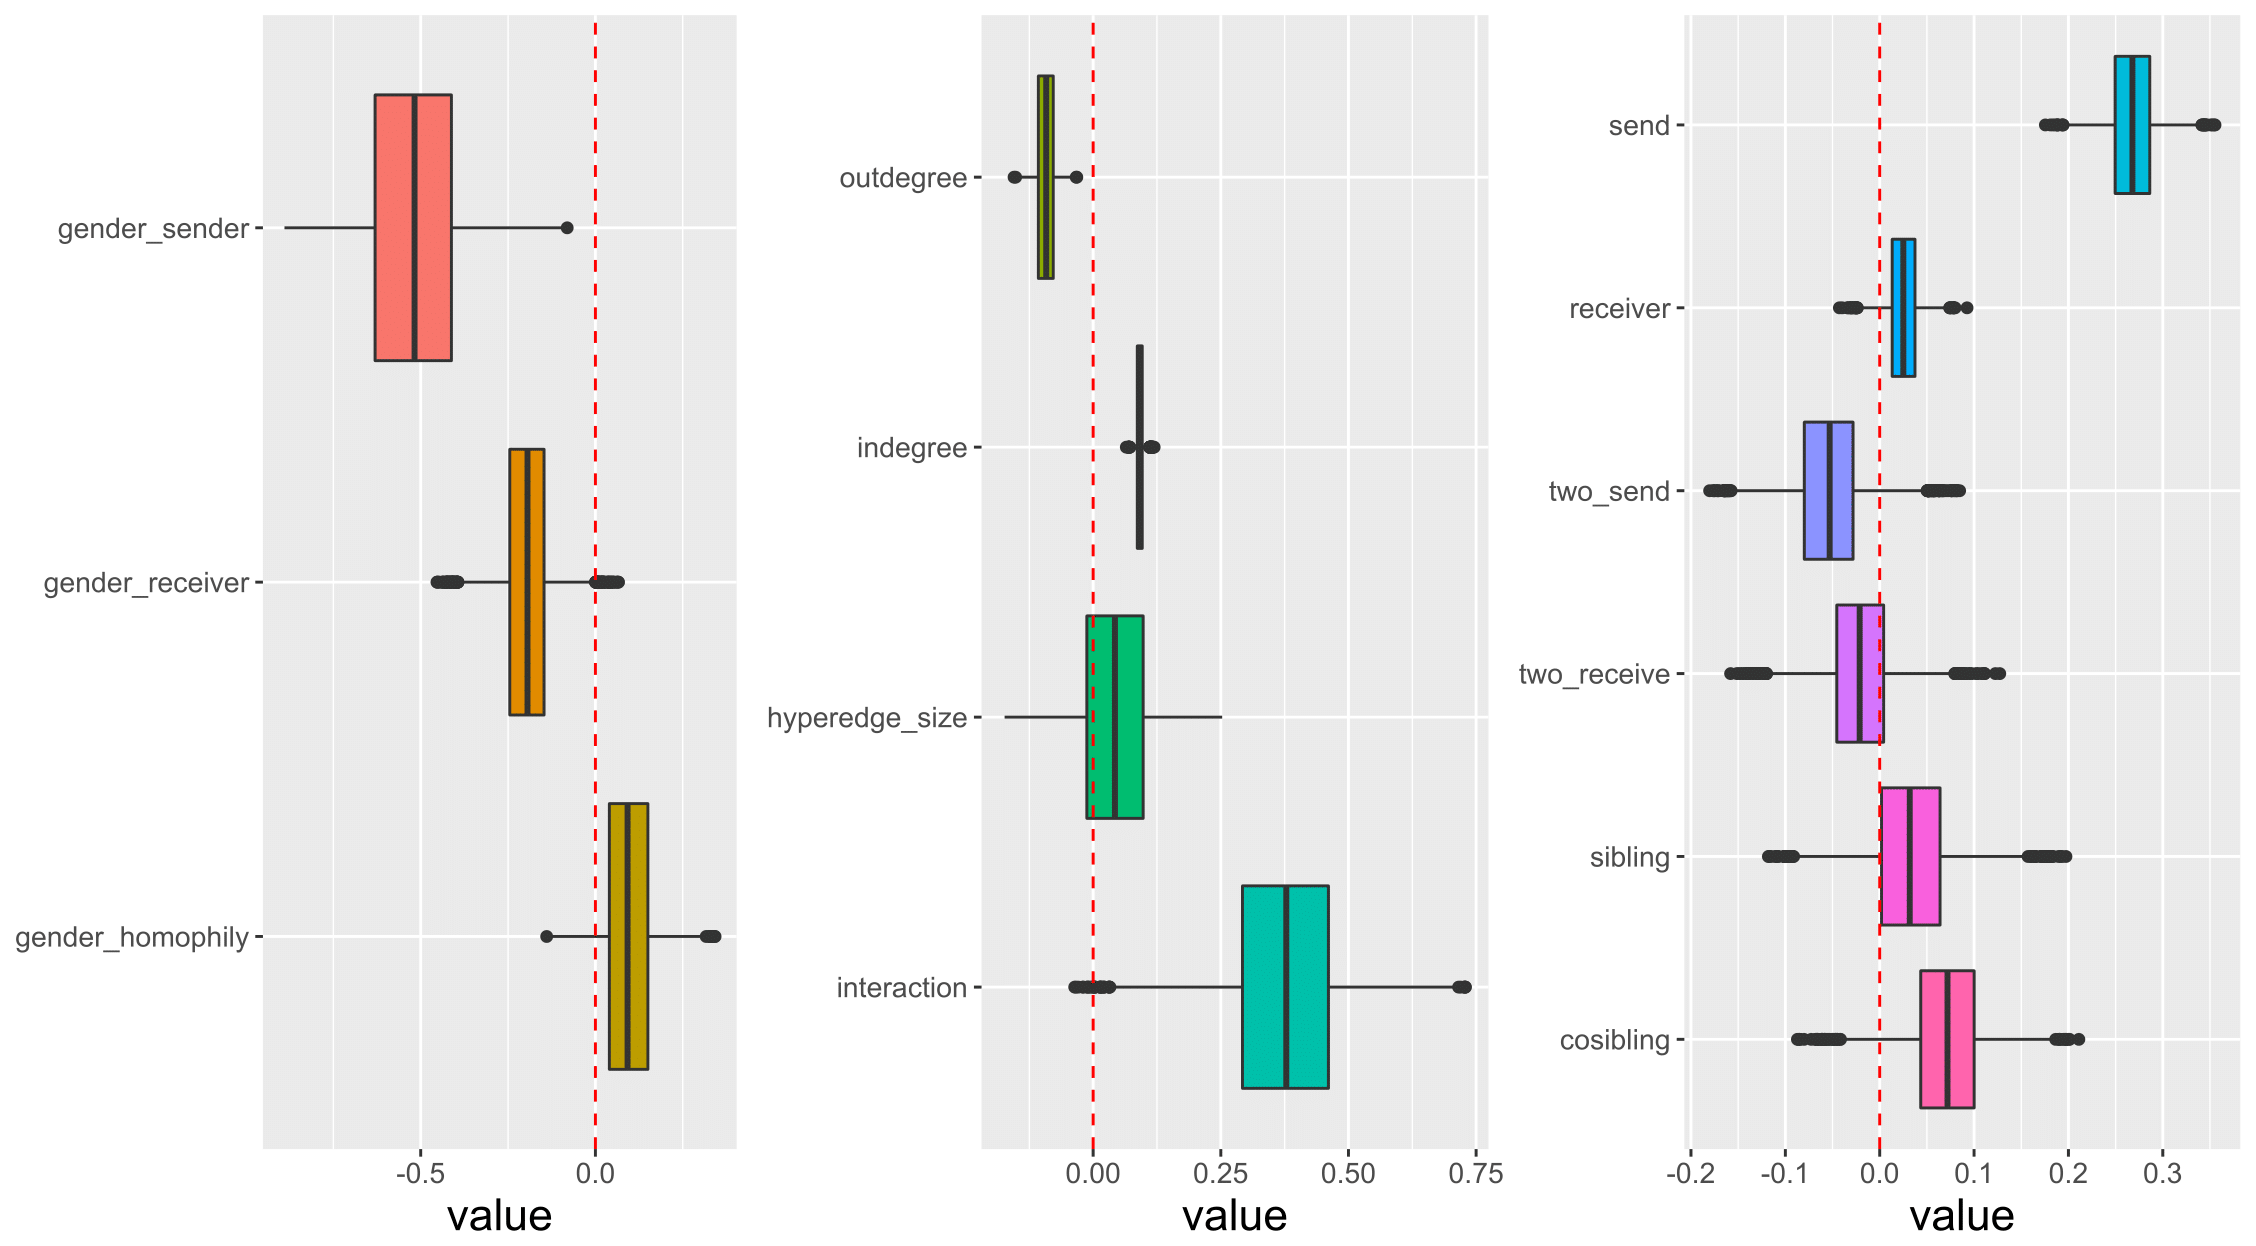 gender_sender
gender_receiver
gender_homophily
-0.5 0.0
value
outdegree
indegree
hyperedge_size
interaction
0.00 0.25 0.50 0.75
value
send
receiver
two_send
two_receive
sibling
cosibling
-0.2 -0.1 0.0 0.1 0.2 0.3
value